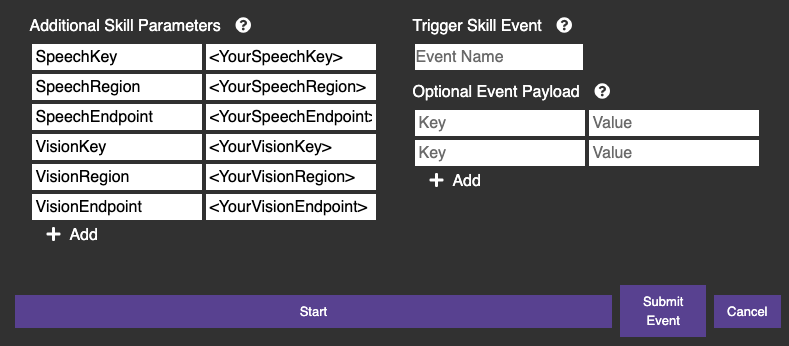 Additional Skill Parameters ?
SpeechKey <YourSpeechKey>
SpeechRegion <YourSpeechRegion>
SpeechEndpoint <YourSpeechEndpoint>
VisionKey <YourVisionKey>
VisionRegion <YourVisionRegion>
VisionEndpoint <YourVisionEndpoint>
+ Add
Trigger Skill Event ?
Event Name
Optional Event Payload ?
Key Value
Key Value
+ Add
Start
Submit
Event
Cancel